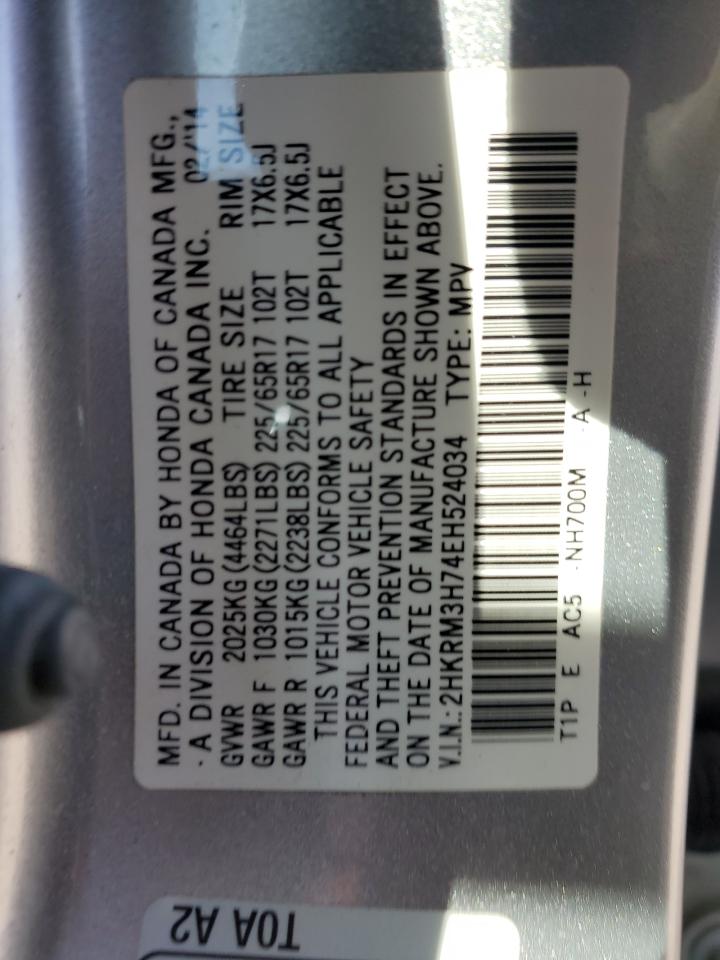 MFD. IN CANADA BY HONDA OF CANADA MFG.,
· A DIVISION OF HONDA CANADA INC. 02/'14
GVWR 2025KG (4464LBS) TIRE SIZE RIM SIZE
GAWR F 1030KG (2271LBS) 225/65R17 102T 17X6.5J
GAWR R 1015KG (2238LBS) 225/65R17 102T 17X6.5J
THIS VEHICLE CONFORMS TO ALL APPLICABLE
FEDERAL MOTOR VEHICLE SAFETY
AND THEFT PREVENTION STANDARDS IN EFFECT
ON THE DATE OF MANUFACTURE SHOWN ABOVE.
V.I.N.: 2HKRM3H74EH524034 TYPE: MPV
T1P E AC5 -NH700M -A -H
T0A A2